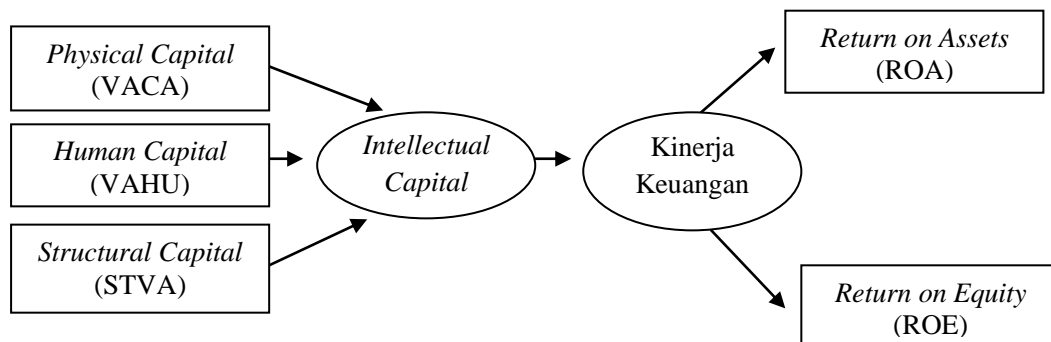 Physical Capital
(VACA)
Human Capital
(VAHU)
Structural Capital
(STVA)
Intellectual
Capital
Kinerja
Keuangan
Return on Assets
(ROA)
Return on Equity
(ROE)